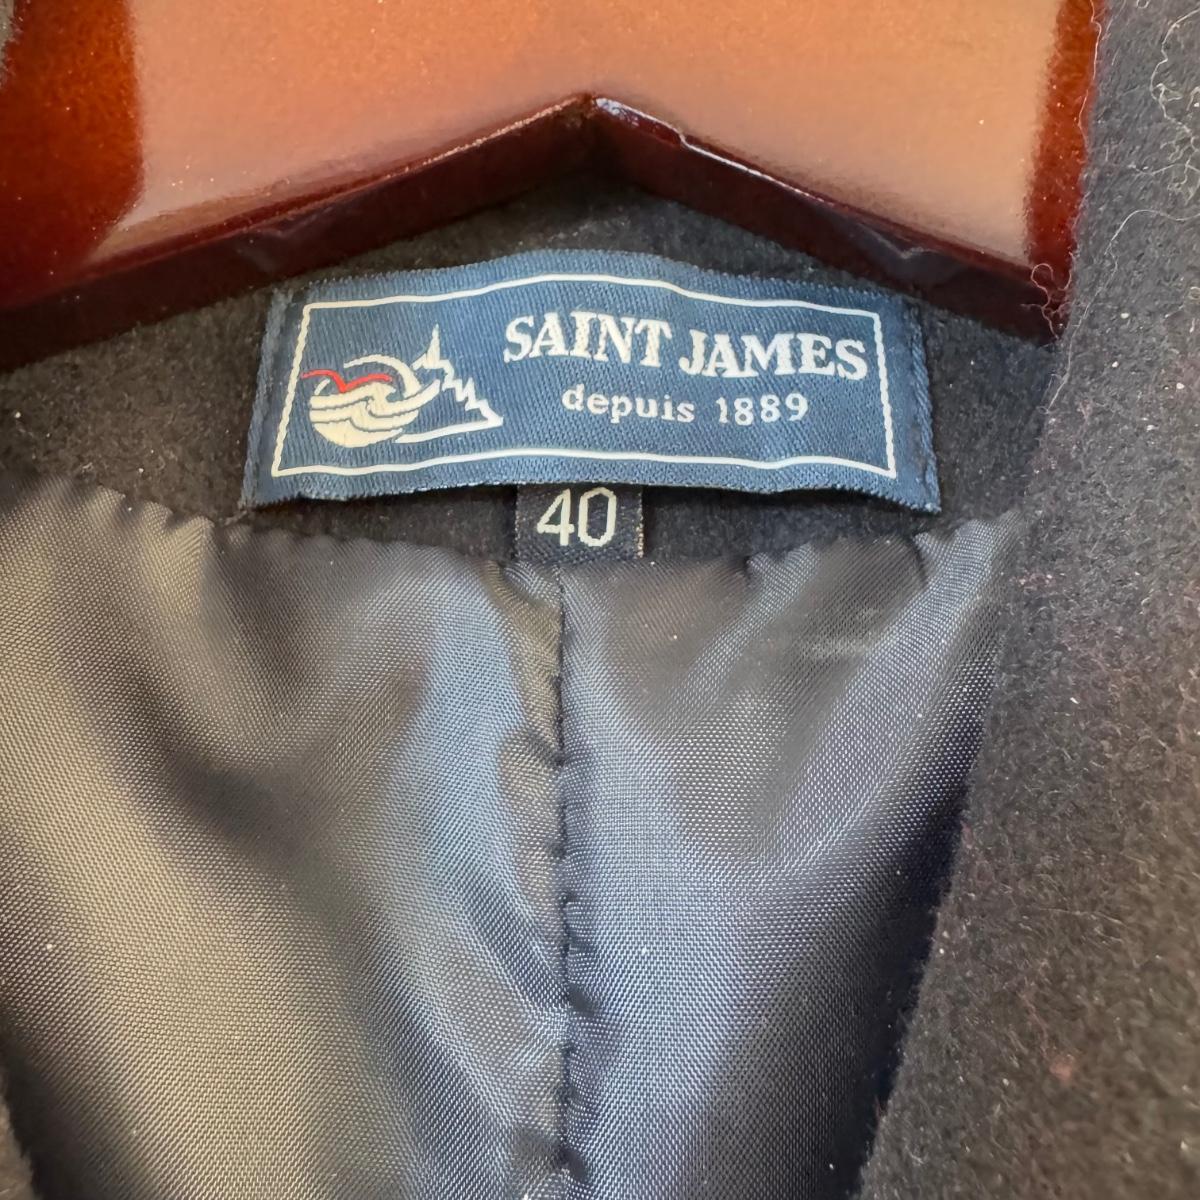 SAINT JAMES
depuis 1889
40